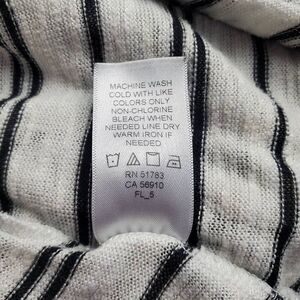 MACHINE WASH
COLD WITH LIKE
COLORS ONLY
NON-CHLORINE
BLEACH WHEN
NEEDED LINE DRY
WARM IRON IF
NEEDED
RN 51783
CA 56910
FL_5